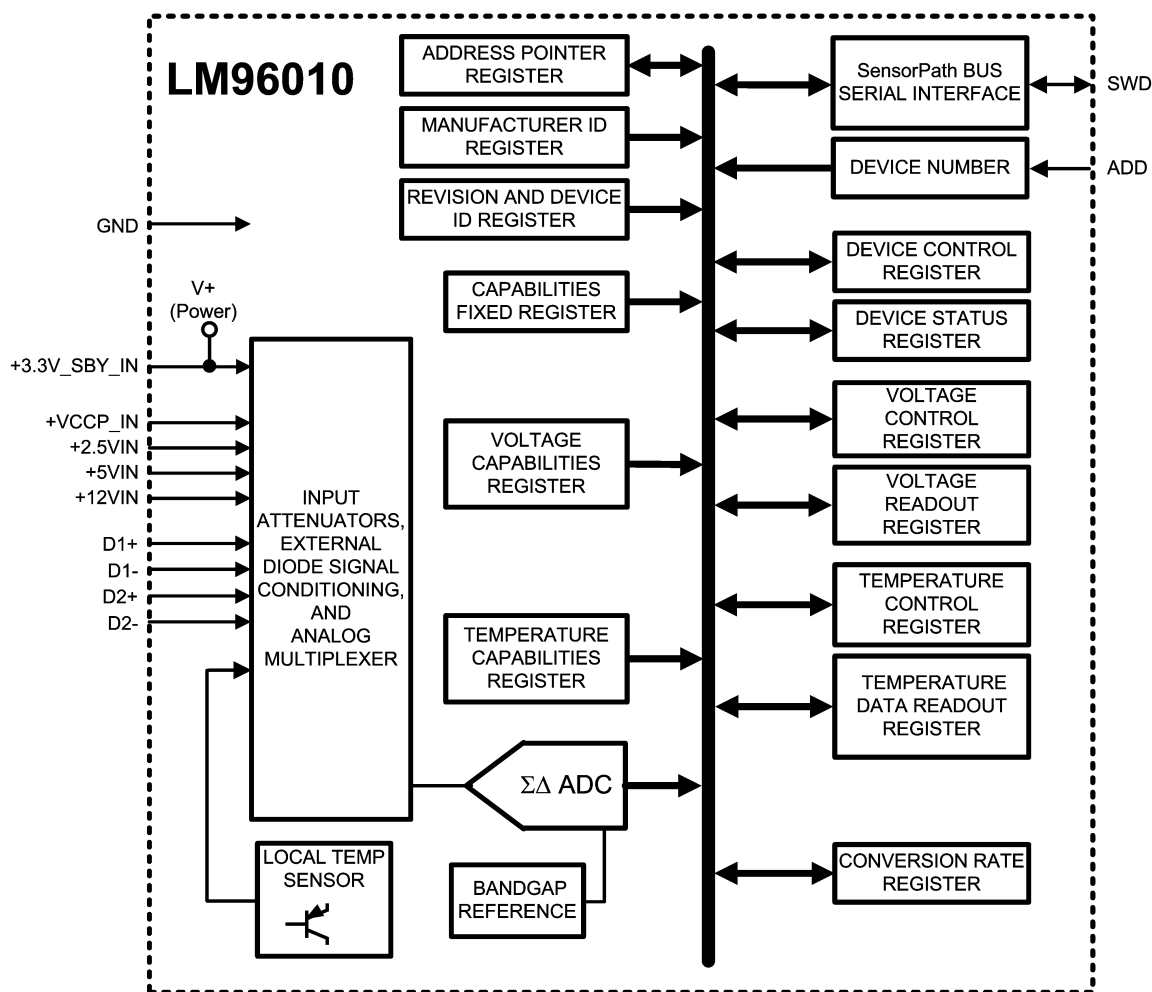 LM96010
ADDRESS POINTER
REGISTER
MANUFACTURER ID
REGISTER
REVISION AND DEVICE
ID REGISTER
CAPABILITIES
FIXED REGISTER
VOLTAGE
CAPABILITIES
REGISTER
TEMPERATURE
CAPABILITIES
REGISTER
ΣΔ ADC
BANDGAP
REFERENCE
GND
V+
(Power)
+3.3V_SBY_IN
+VCCP_IN
+2.5VIN
+5VIN
+12VIN
D1+
D1-
D2+
D2-
INPUT
ATTENUATORS,
EXTERNAL
DIODE SIGNAL
CONDITIONING,
AND
ANALOG
MULTIPLEXER
LOCAL TEMP
SENSOR
SensorPath BUS
SERIAL INTERFACE
SWD
DEVICE NUMBER
ADD
DEVICE CONTROL
REGISTER
DEVICE STATUS
REGISTER
VOLTAGE
CONTROL
REGISTER
VOLTAGE
READOUT
REGISTER
TEMPERATURE
CONTROL
REGISTER
TEMPERATURE
DATA READOUT
REGISTER
CONVERSION RATE
REGISTER